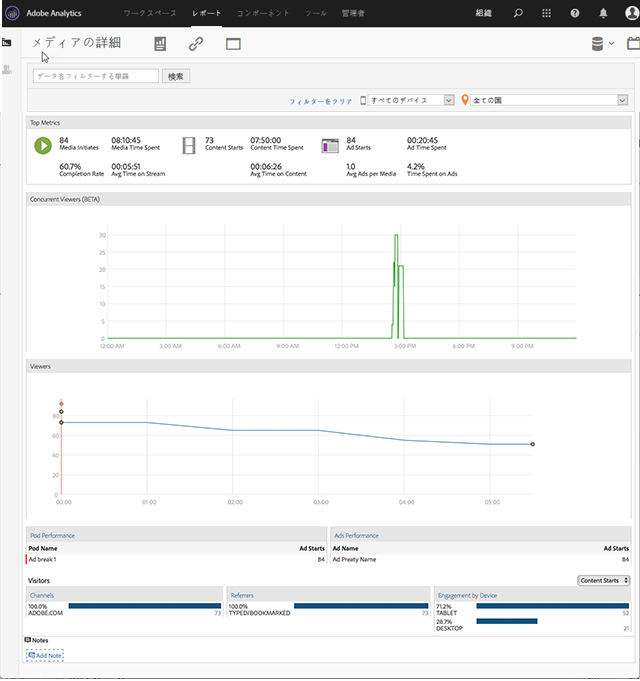 Adobe Analytics ワークスペース レポート コンポーネント ツール 管理者 組織
メディアの詳細
データをフィルターする単語 検索
フィルターをクリア すべてのデバイス 全ての国
Top Metrics
84 08:10:45 73 07:50:00 84 00:20:45
Media Initiates Media Time Spent Content Starts Content Time Spent Ad Starts Ad Time Spent
60.7% 00:05:51 00:06:26 1.0 4.2%
Completion Rate Avg Time on Stream Avg Time on Content Avg Ads per Media Time Spent on Ads
Concurrent Viewers (BETA)
30
25
20
15
10
5
0
12:00 AM 3:00 AM 6:00 AM 9:00 AM 12:00 PM 3:00 PM 6:00 PM 9:00 PM
Viewers
80
60
40
20
0
00:00 01:00 02:00 03:00 04:00 05:00
Pod Performance Ads Performance
Pod Name Ad Starts Ad Name Ad Starts
Ad break 1 84 Ad Preaty Name 84
Visitors Content Starts
Channels Referrers Engagement by Device
100.0% 100.0% 71.2%
ADOBE.COM 73 TYPED/BOOKMARKED 73 TABLET 52
28.7%
DESKTOP 21
Notes
Add Note